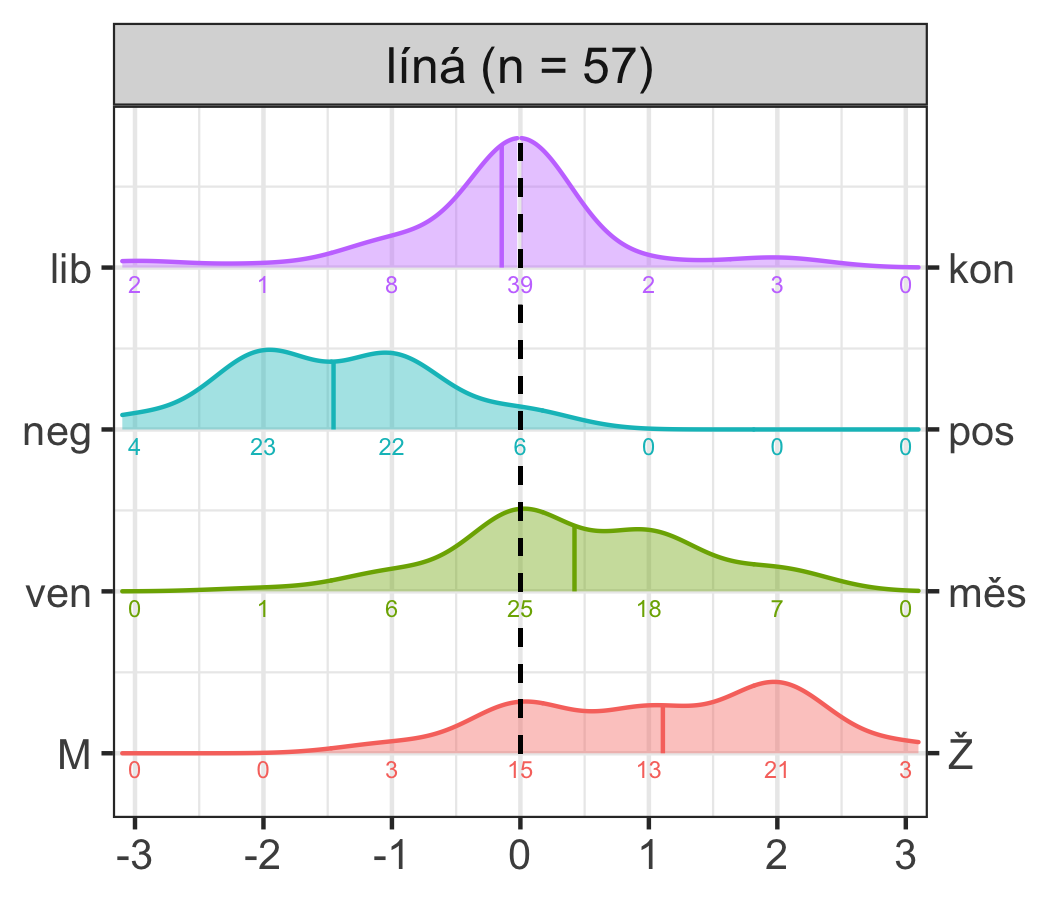 líná (n = 57)
lib kon
2 1 8 39 2 3 0
neg pos
4 23 22 6 0 0 0
ven měs
0 1 6 25 18 7 0
M Ž
0 0 3 15 13 21 3
-3 -2 -1 0 1 2 3